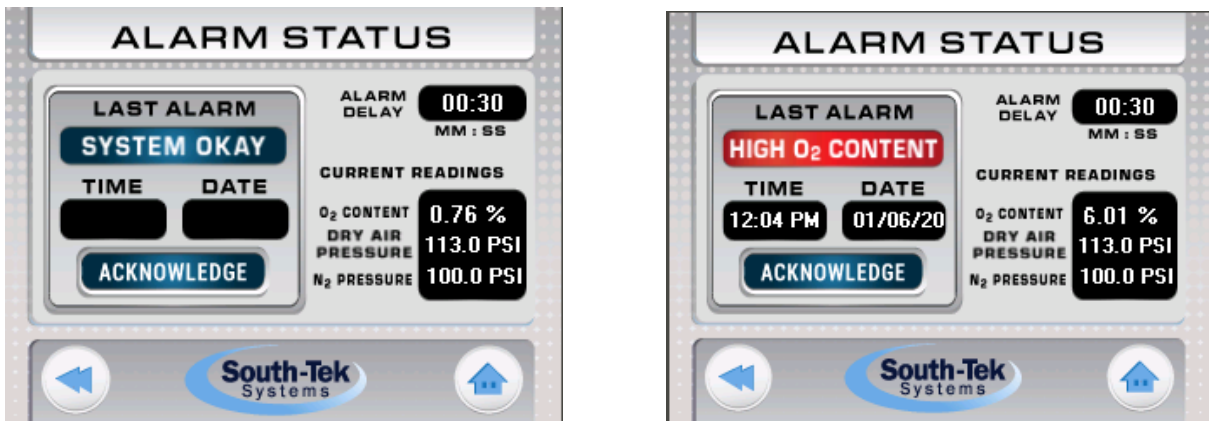 ALARM STATUS
LAST ALARM
SYSTEM OKAY
TIME DATE
ACKNOWLEDGE
ALARM
DELAY
00:30
MM : SS
CURRENT READINGS
O₂ CONTENT 0.76 %
DRY AIR
PRESSURE 113.0 PSI
N₂ PRESSURE 100.0 PSI
South-Tek
Systems
ALARM STATUS
LAST ALARM
HIGH O₂ CONTENT
TIME DATE
12:04 PM 01/06/20
ACKNOWLEDGE
ALARM
DELAY
00:30
MM : SS
CURRENT READINGS
O₂ CONTENT 6.01 %
DRY AIR
PRESSURE 113.0 PSI
N₂ PRESSURE 100.0 PSI
South-Tek
Systems